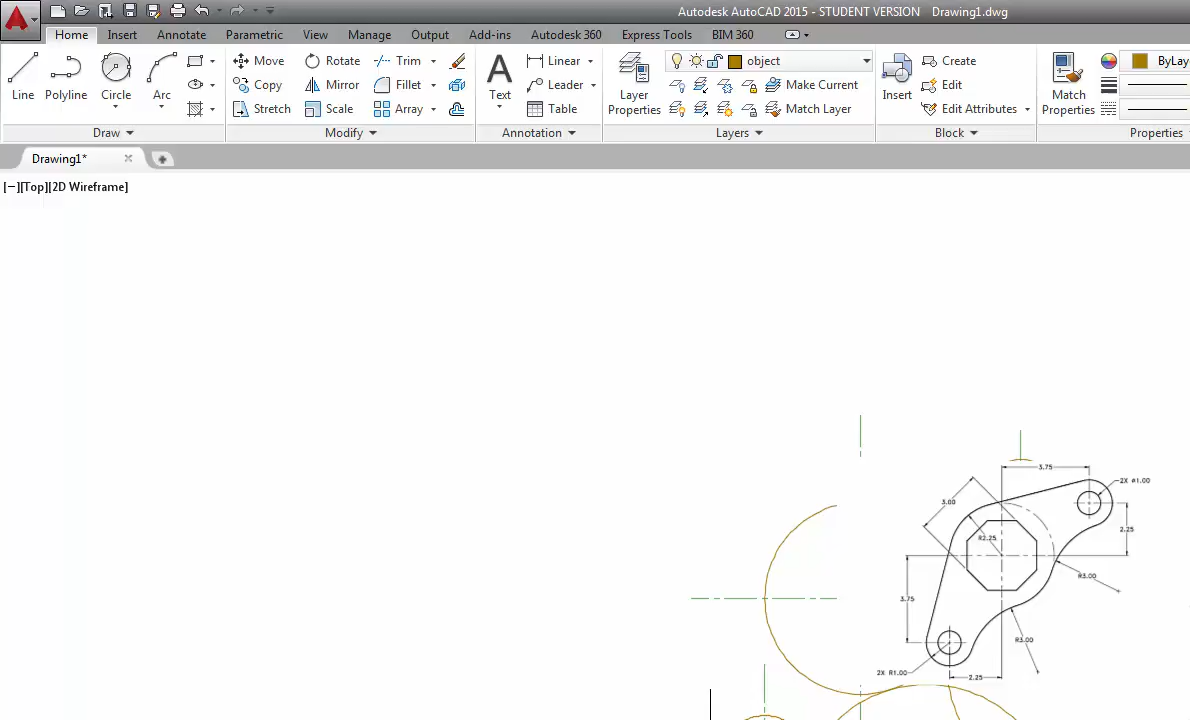 Autodesk AutoCAD 2015 - STUDENT VERSION Drawing1.dwg
Home Insert Annotate Parametric View Manage Output Add-ins Autodesk 360 Express Tools BIM 360
Line Polyline Circle Arc
Move Rotate Trim
Copy Mirror Fillet
Stretch Scale Array
Text
Linear
Leader
Table
Layer Properties
object
Make Current
Match Layer
Insert
Create
Edit
Edit Attributes
Match Properties
ByLay
Draw Modify Annotation Layers Block Properties
Drawing1*
[−][Top][2D Wireframe]
3.75
2X ø1.00
3.00
2.25
R2.25
R3.00
3.75
R3.00
2X R1.00
2.25